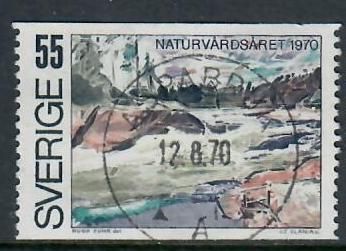 55
SVERIGE
NATURVÅRDSÅRET 1970
12.8.70
A